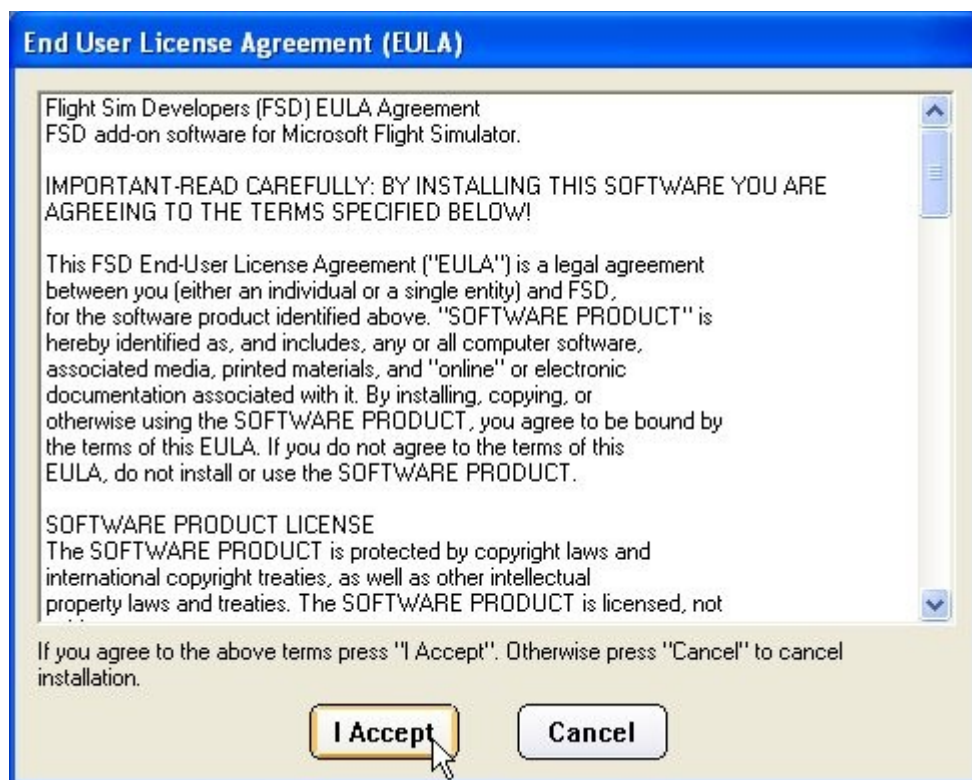 End User License Agreement (EULA)
Flight Sim Developers (FSD) EULA Agreement
FSD add-on software for Microsoft Flight Simulator.
IMPORTANT-READ CAREFULLY: BY INSTALLING THIS SOFTWARE YOU ARE
AGREEING TO THE TERMS SPECIFIED BELOW!
This FSD End-User License Agreement ("EULA") is a legal agreement
between you (either an individual or a single entity) and FSD,
for the software product identified above. "SOFTWARE PRODUCT" is
hereby identified as, and includes, any or all computer software,
associated media, printed materials, and "online" or electronic
documentation associated with it. By installing, copying, or
otherwise using the SOFTWARE PRODUCT, you agree to be bound by
the terms of this EULA. If you do not agree to the terms of this
EULA, do not install or use the SOFTWARE PRODUCT.
SOFTWARE PRODUCT LICENSE
The SOFTWARE PRODUCT is protected by copyright laws and
international copyright treaties, as well as other intellectual
property laws and treaties. The SOFTWARE PRODUCT is licensed, not
If you agree to the above terms press "I Accept". Otherwise press "Cancel" to cancel
installation.
I Accept
Cancel